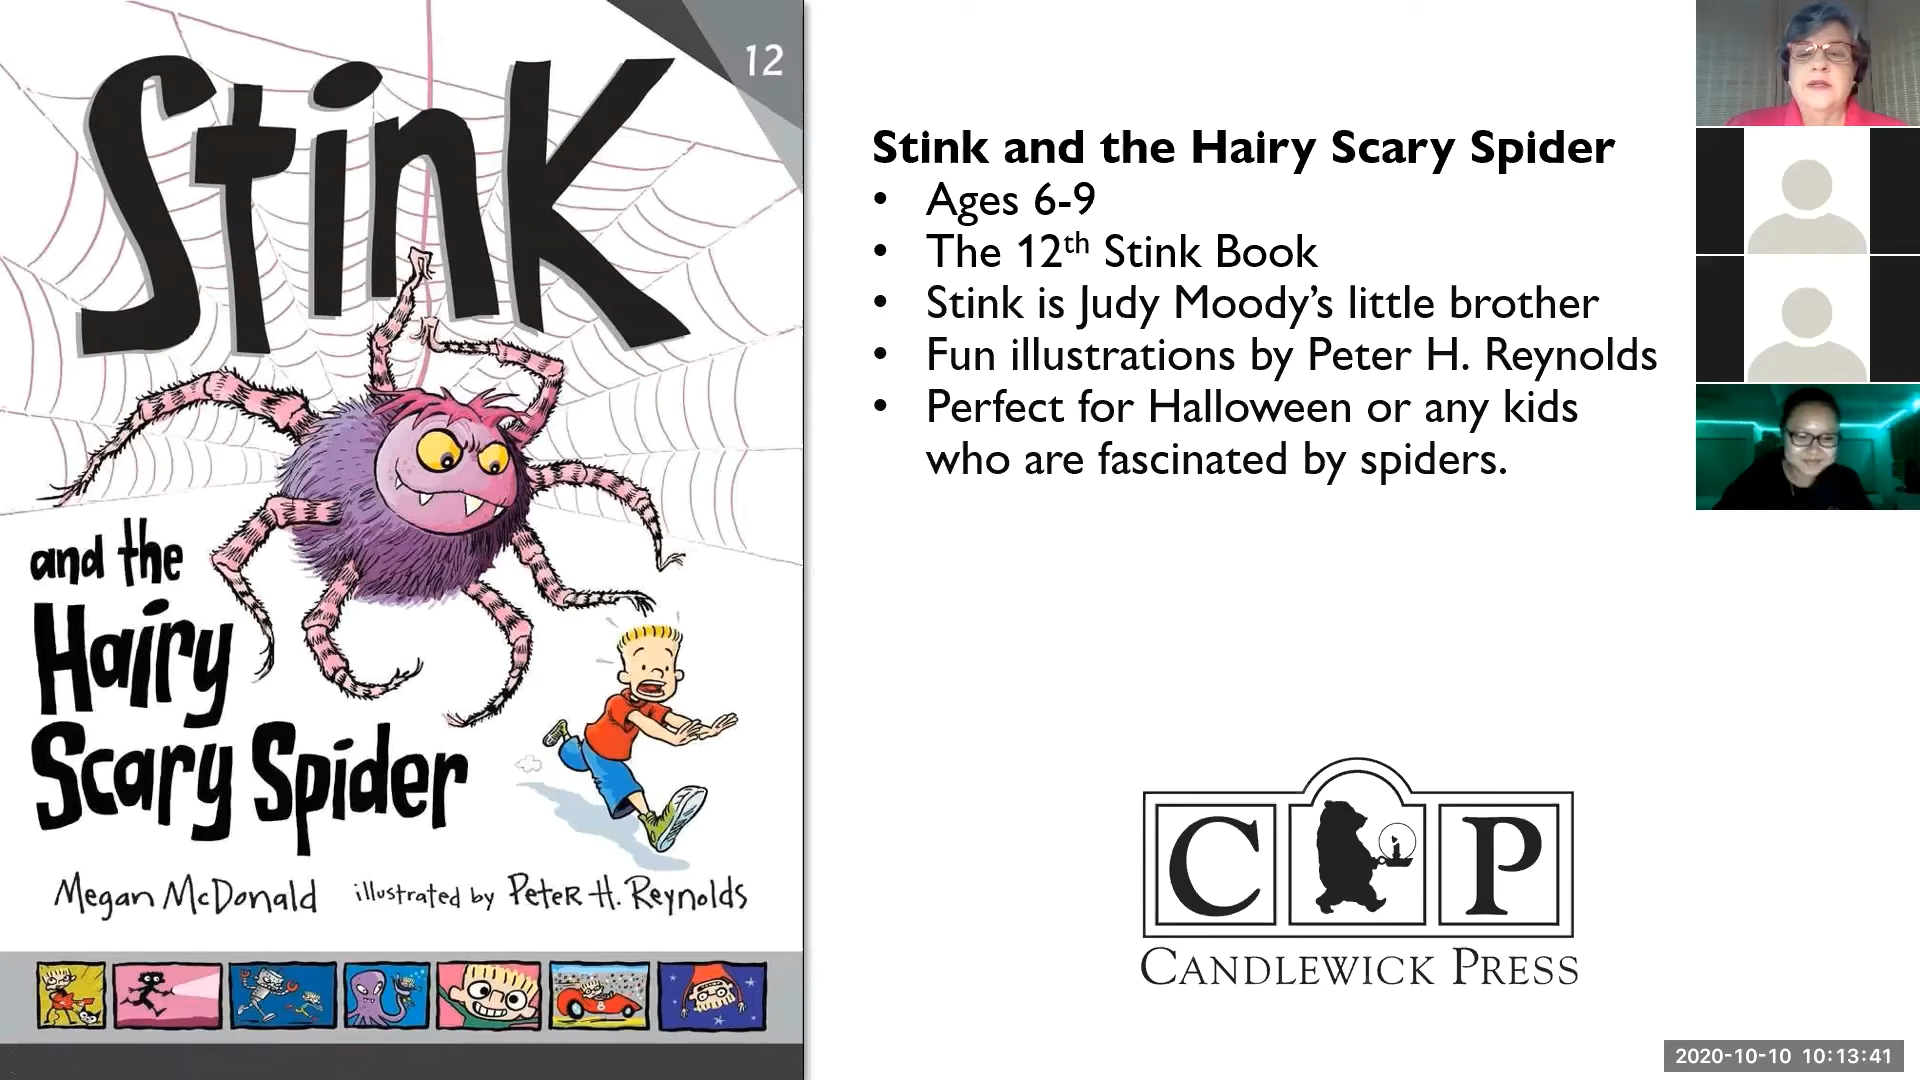 12
Stink
and the
Hairy
Scary Spider
Megan McDonald illustrated by Peter H. Reynolds
Stink and the Hairy Scary Spider
• Ages 6-9
• The 12th Stink Book
• Stink is Judy Moody’s little brother
• Fun illustrations by Peter H. Reynolds
• Perfect for Halloween or any kids
who are fascinated by spiders.
C P
CANDLEWICK PRESS
2020-10-10 10:13:41